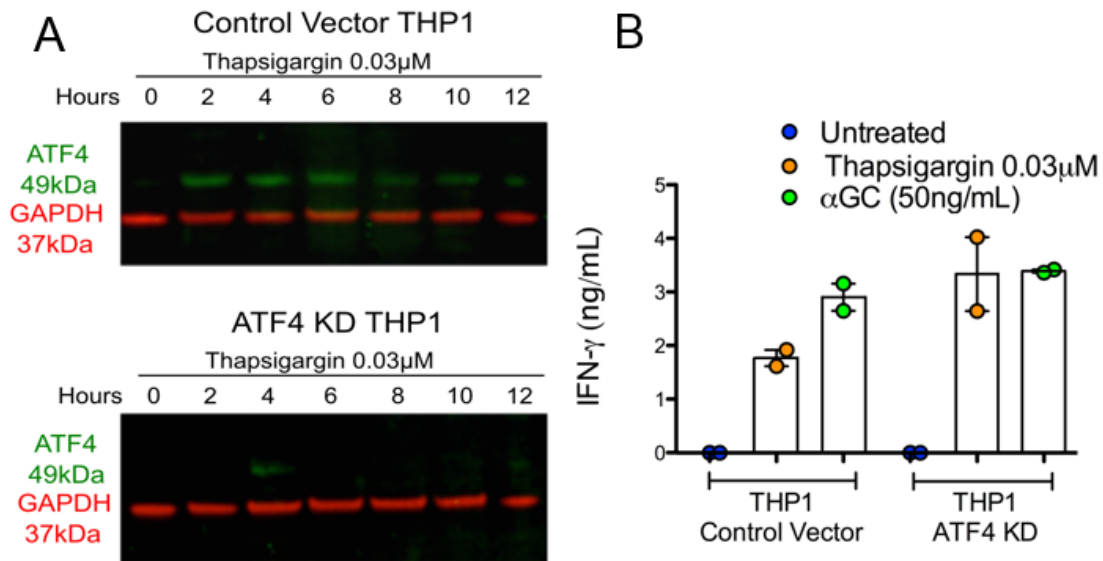 A
Control Vector THP1
Thapsigargin 0.03µM
Hours 0 2 4 6 8 10 12
ATF4
49kDa
GAPDH
37kDa
ATF4 KD THP1
Thapsigargin 0.03µM
Hours 0 2 4 6 8 10 12
ATF4
49kDa
GAPDH
37kDa
B
Untreated
Thapsigargin 0.03µM
αGC (50ng/mL)
IFN-γ (ng/mL)
5
4
3
2
1
0
THP1
Control Vector
THP1
ATF4 KD